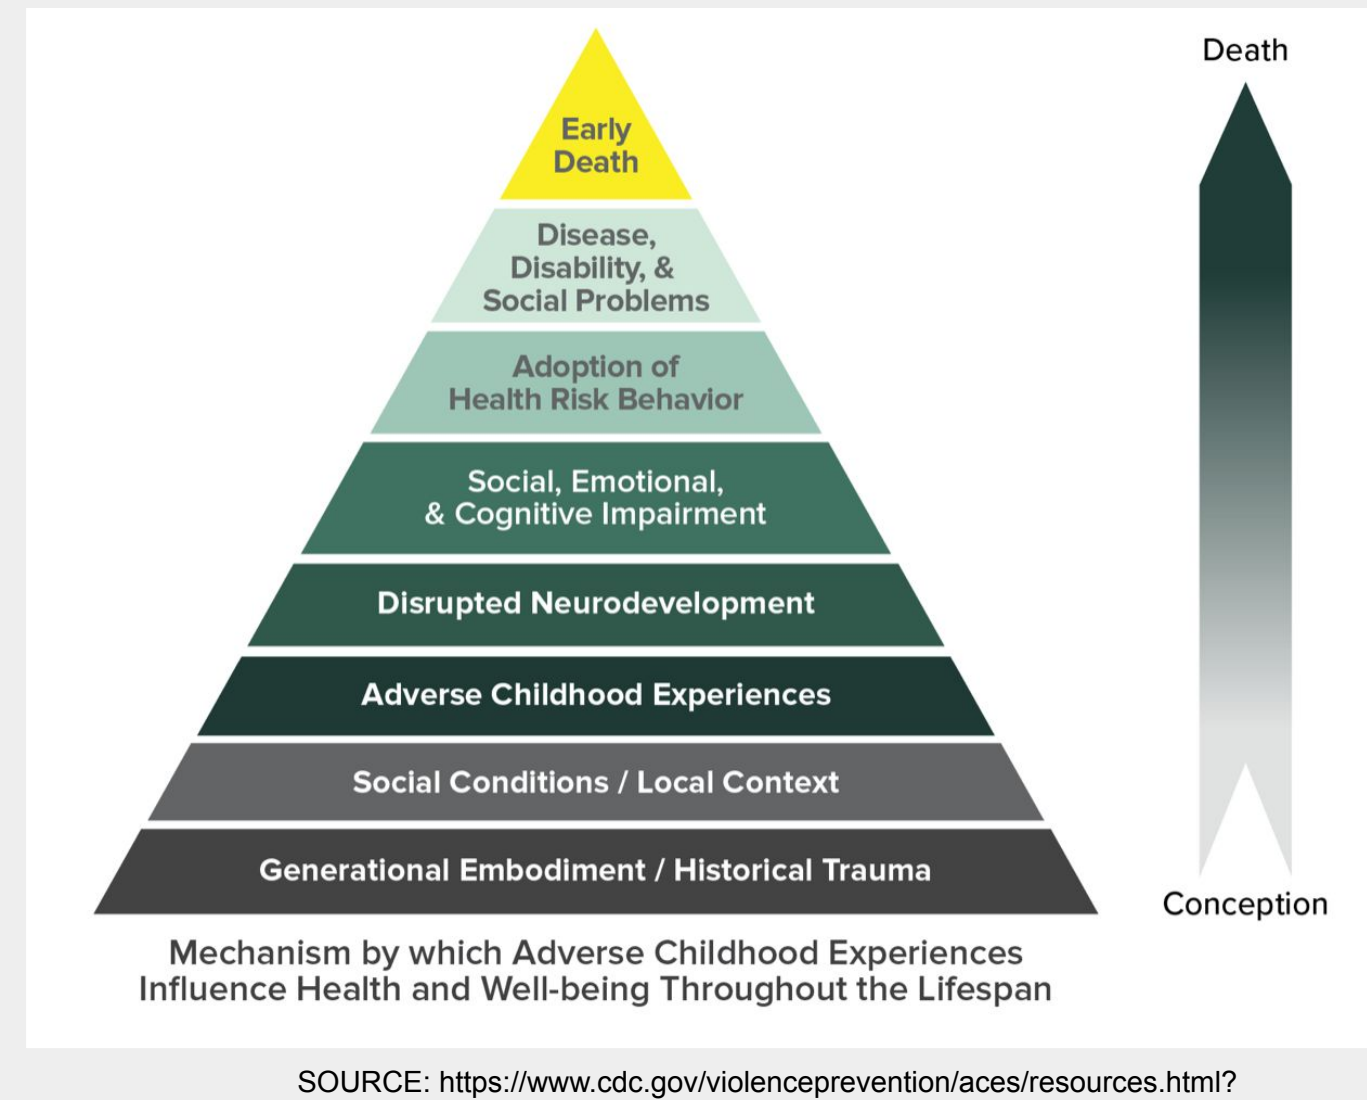 Death
Early
Death
Disease,
Disability, &
Social Problems
Adoption of
Health Risk Behavior
Social, Emotional,
& Cognitive Impairment
Disrupted Neurodevelopment
Adverse Childhood Experiences
Social Conditions / Local Context
Generational Embodiment / Historical Trauma
Conception
Mechanism by which Adverse Childhood Experiences
Influence Health and Well-being Throughout the Lifespan
SOURCE: https://www.cdc.gov/violenceprevention/aces/resources.html?